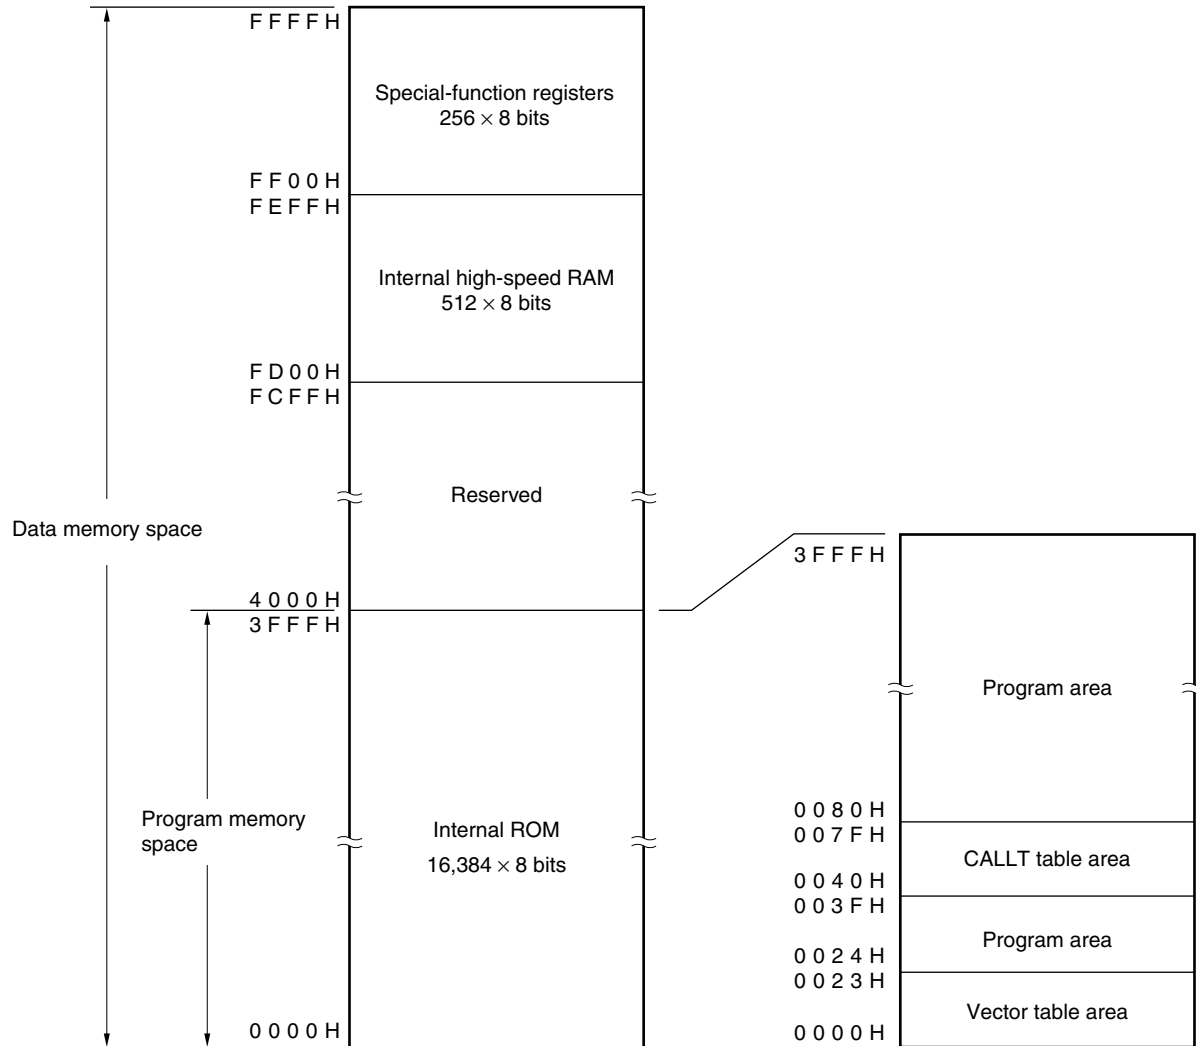 FFFFH
Special-function registers
256 × 8 bits
FF00H
FEFFH
Internal high-speed RAM
512 × 8 bits
FD00H
FCFFH
Reserved
Data memory space
4000H
3FFFH
Program memory
space
Internal ROM
16,384 × 8 bits
0000H
3FFFH
Program area
0080H
007FH
CALLT table area
0040H
003FH
Program area
0024H
0023H
Vector table area
0000H